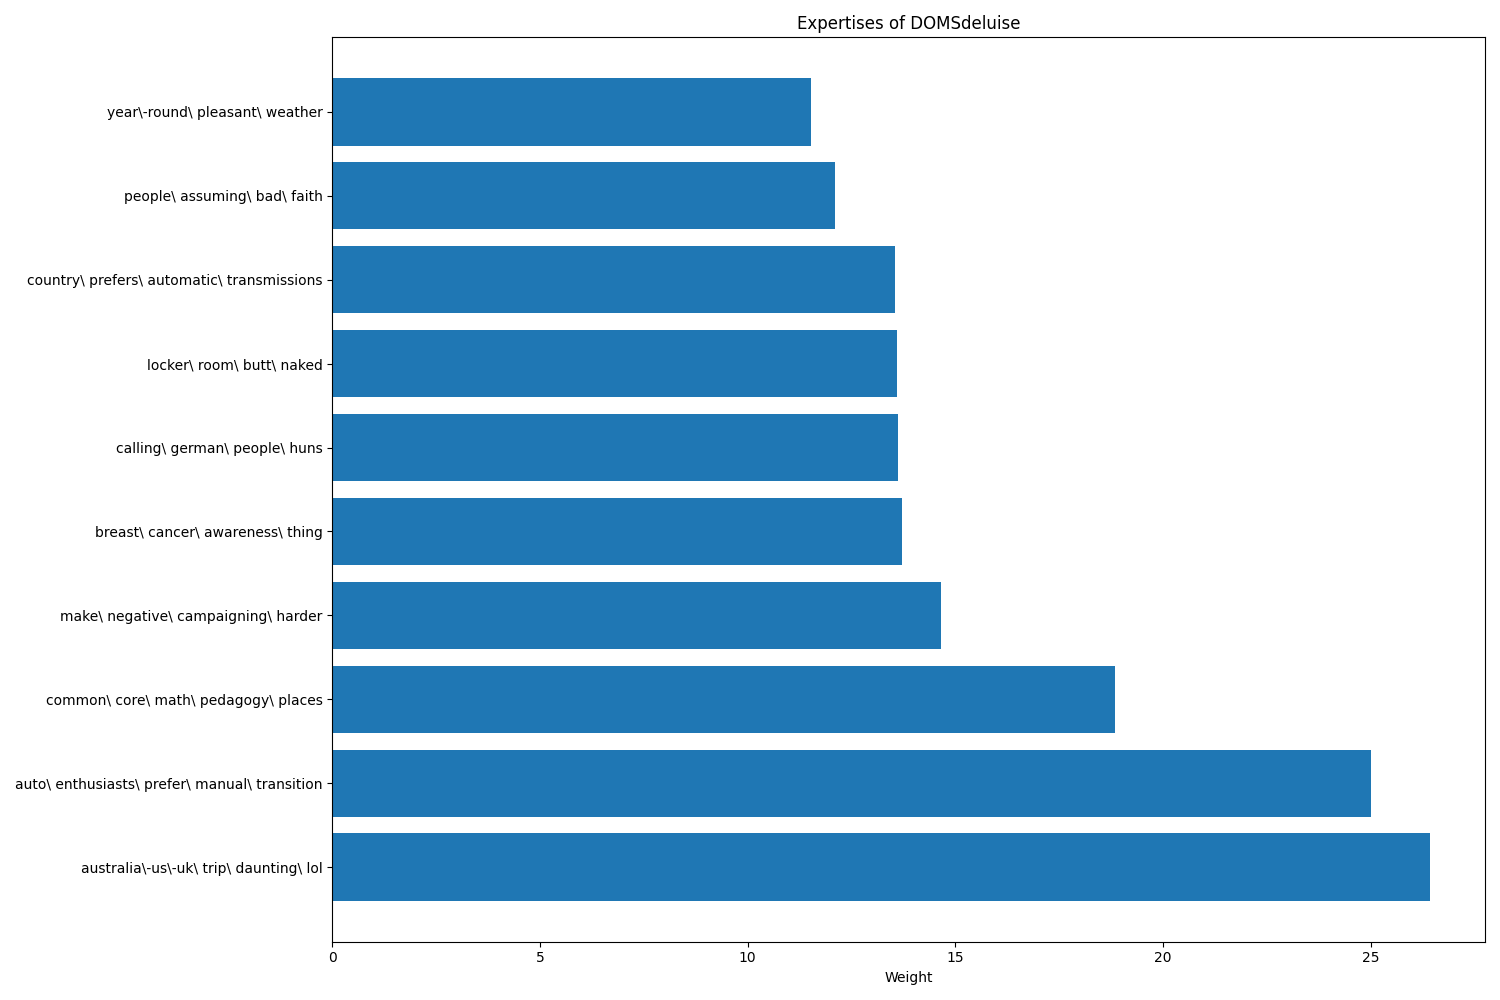 Expertises of DOMSdeluise
year\-round\ pleasant\ weather
people\ assuming\ bad\ faith
country\ prefers\ automatic\ transmissions
locker\ room\ butt\ naked
calling\ german\ people\ huns
breast\ cancer\ awareness\ thing
make\ negative\ campaigning\ harder
common\ core\ math\ pedagogy\ places
auto\ enthusiasts\ prefer\ manual\ transition
australia\-us\-uk\ trip\ daunting\ lol
0 5 10 15 20 25
Weight